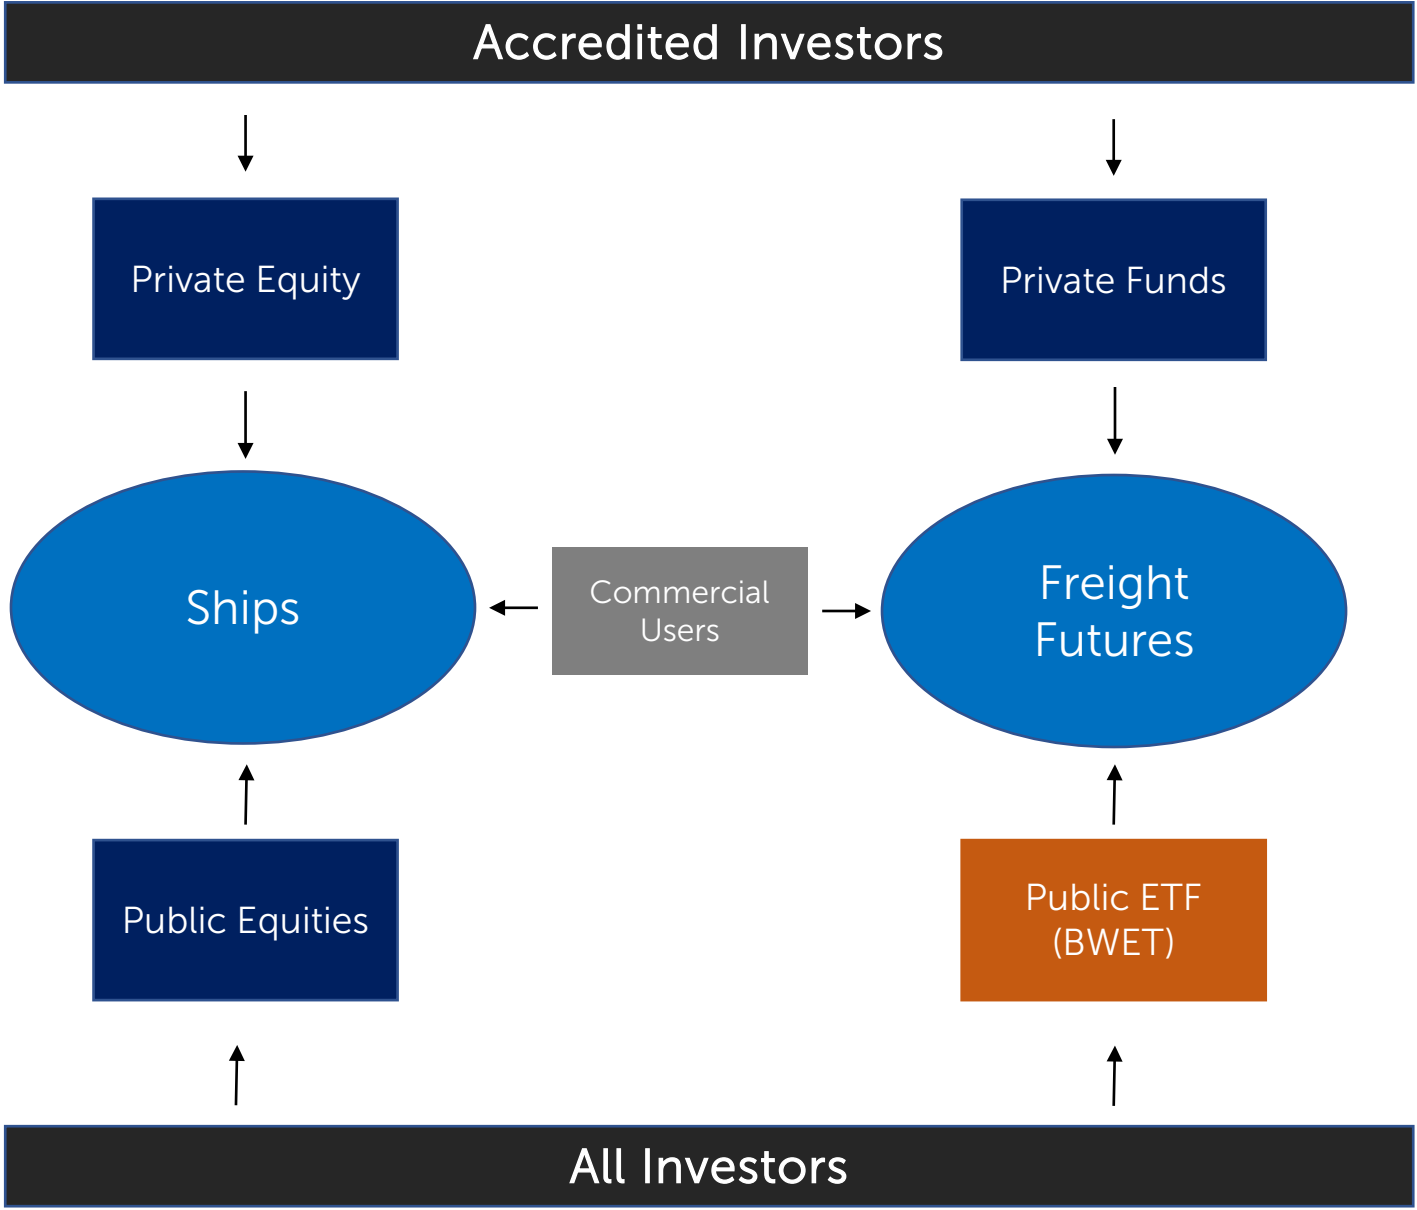 Accredited Investors
Private Equity
Private Funds
Ships
Commercial
Users
Freight
Futures
Public Equities
Public ETF
(BWET)
All Investors